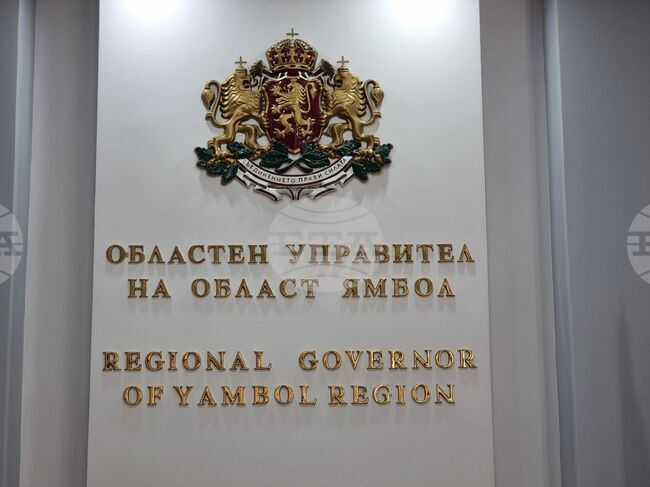 СЪЕДИНЕНИЕТО ПРАВИ СИЛАТА
ОБЛАСТЕН УПРАВИТЕЛ
НА ОБЛАСТ ЯМБОЛ
REGIONAL GOVERNOR
OF YAMBOL REGION